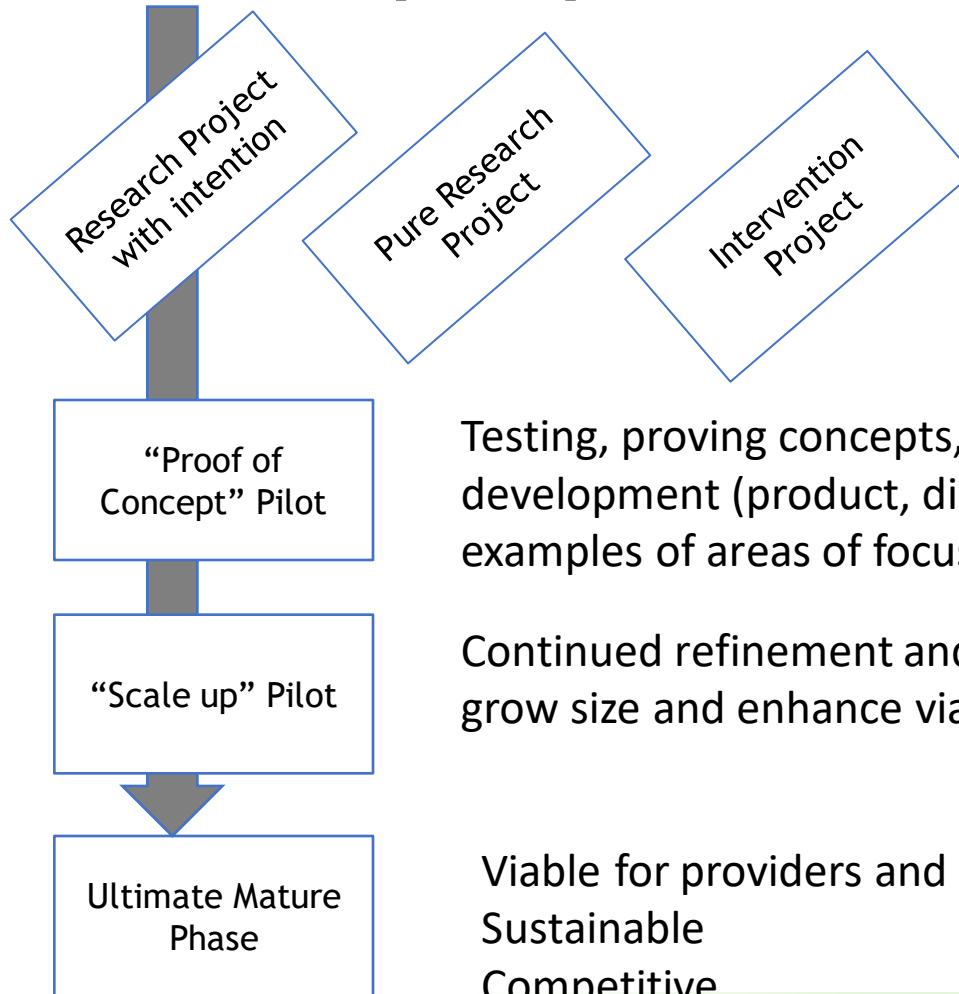 Research Project
with intention
Pure Research
Project
Intervention
Project
“Proof of
Concept” Pilot
Testing, proving concepts,
development (product,
examples of areas of
“Scale up” Pilot
Continued refinement
grow size and enhance
Ultimate Mature
Phase
Viable for providers and
Sustainable
Competitive